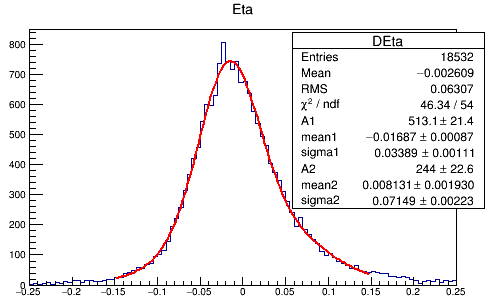 Eta
DEta
Entries 18532
Mean −0.002609
RMS 0.06307
χ² / ndf 46.34 / 54
A1 513.1 ± 21.4
mean1 −0.01687 ± 0.00087
sigma1 0.03389 ± 0.00111
A2 244 ± 22.6
mean2 0.008131 ± 0.001930
sigma2 0.07149 ± 0.00223
800
700
600
500
400
300
200
100
0
−0.25 −0.2 −0.15 −0.1 −0.05 0 0.05 0.1 0.15 0.2 0.25